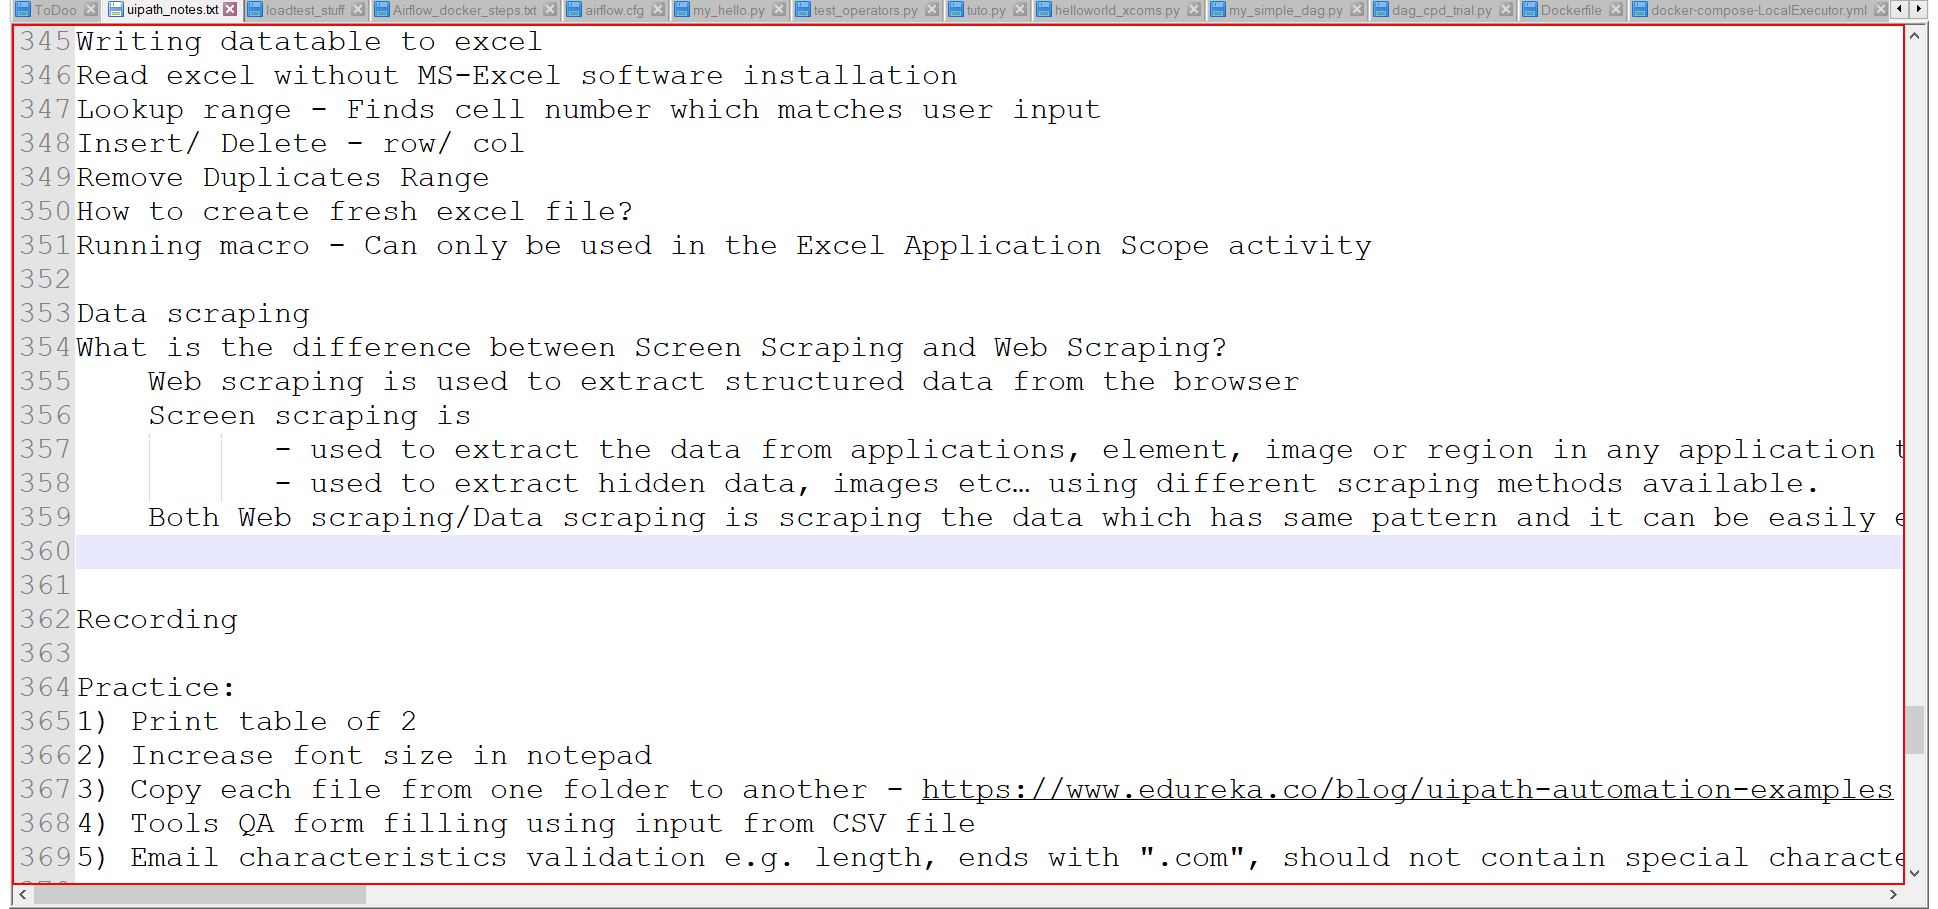 ToDoo uipath_notes.txt loadtest_stuff Airflow_docker_steps.txt airflow.cfg my_hello.py test_operators.py tuto.py helloworld_xcoms.py my_simple_dag.py dag_cpd_trial.py Dockerfile docker-compose-LocalExecutor.yml
345 Writing datatable to excel
346 Read excel without MS-Excel software installation
347 Lookup range - Finds cell number which matches user input
348 Insert/ Delete - row/ col
349 Remove Duplicates Range
350 How to create fresh excel file?
351 Running macro - Can only be used in the Excel Application Scope activity
352
353 Data scraping
354 What is the difference between Screen Scraping and Web Scraping?
355 Web scraping is used to extract structured data from the browser
356 Screen scraping is
357 - used to extract the data from applications, element, image or region in any application t
358 - used to extract hidden data, images etc… using different scraping methods available.
359 Both Web scraping/Data scraping is scraping the data which has same pattern and it can be easily e
360
361
362 Recording
363
364 Practice:
365 1) Print table of 2
366 2) Increase font size in notepad
367 3) Copy each file from one folder to another - https://www.edureka.co/blog/uipath-automation-examples
368 4) Tools QA form filling using input from CSV file
369 5) Email characteristics validation e.g. length, ends with ".com", should not contain special characte